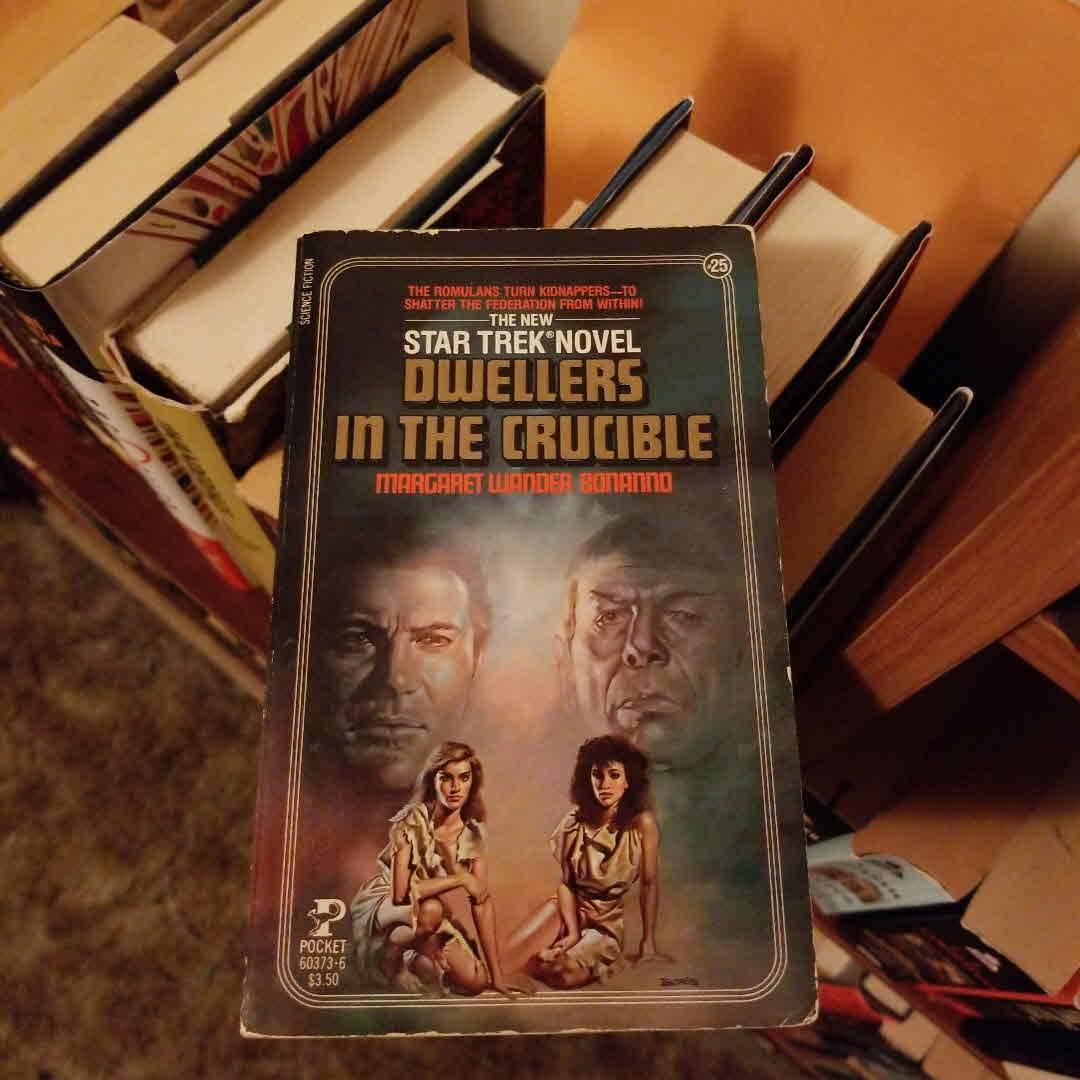 SCIENCE FICTION
#25
THE ROMULANS TURN KIDNAPPERS—TO
SHATTER THE FEDERATION FROM WITHIN!
THE NEW
STAR TREK® NOVEL
DWELLERS
IN THE CRUCIBLE
MARGARET WANDER BONANNO
P
POCKET
60373-6
$3.50